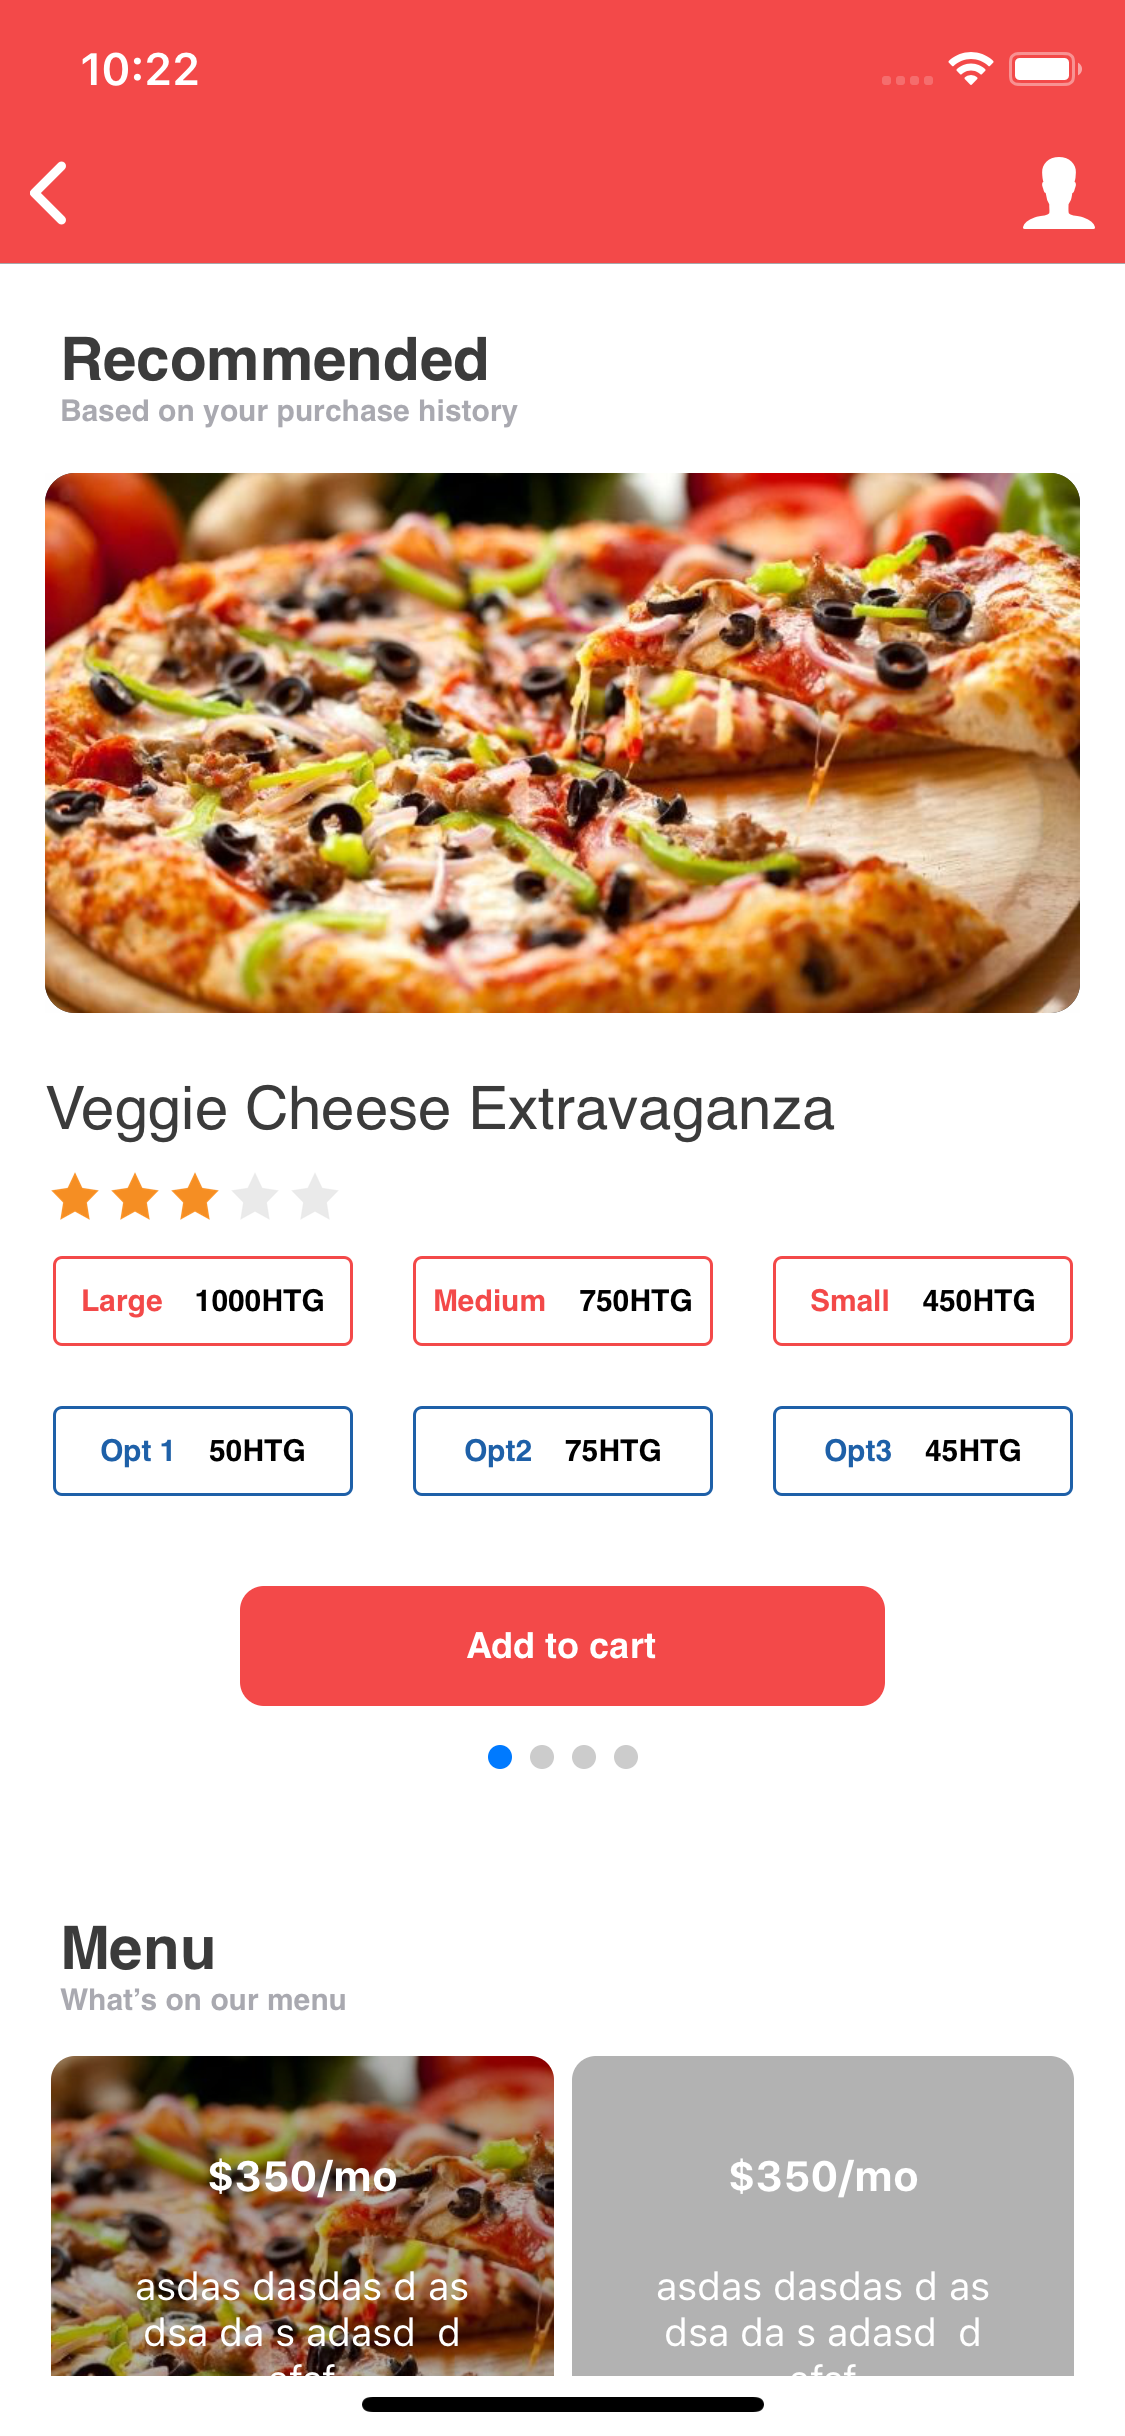 10:22
Recommended
Based on your purchase history
Veggie Cheese Extravaganza
Large 1000HTG Medium 750HTG Small 450HTG
Opt 1 50HTG Opt2 75HTG Opt3 45HTG
Add to cart
Menu
What's on our menu
$350/mo $350/mo
asdas dasdas d as asdas dasdas d as
dsa da s adasd d dsa da s adasd d